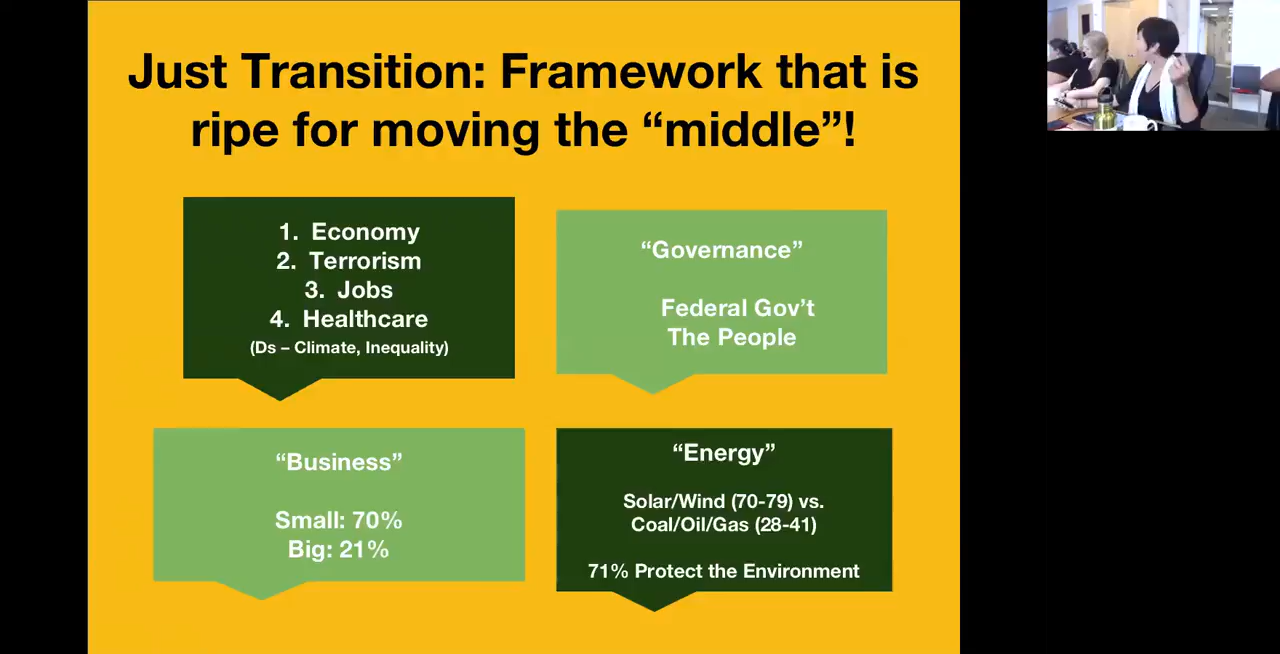 Just Transition: Framework that is
ripe for moving the “middle”!
1. Economy
2. Terrorism
3. Jobs
4. Healthcare
(Ds – Climate, Inequality)
“Governance”
Federal Gov’t
The People
“Business”
Small: 70%
Big: 21%
“Energy”
Solar/Wind (70-79) vs.
Coal/Oil/Gas (28-41)
71% Protect the Environment